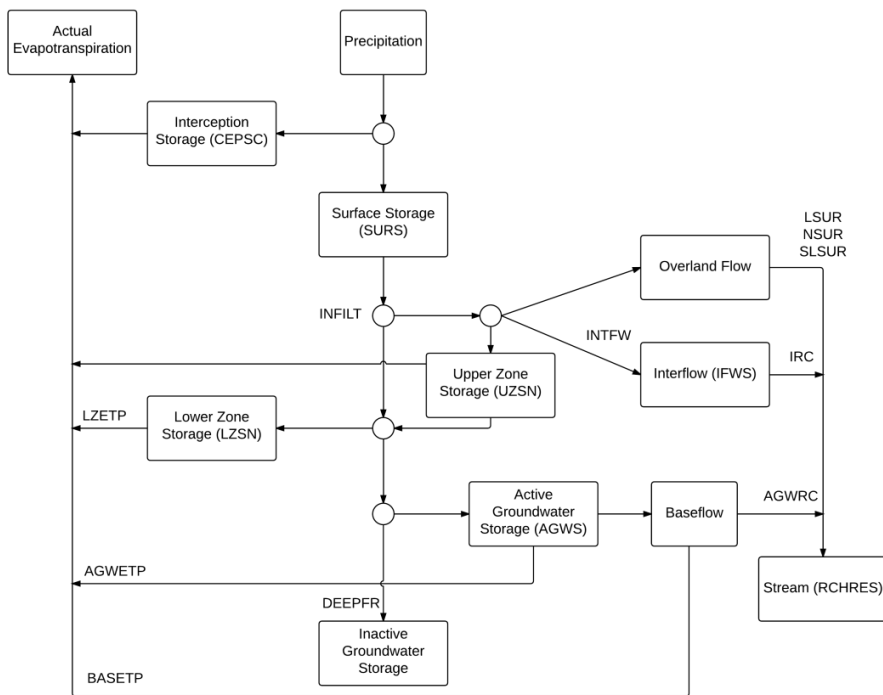 Actual
Evapotranspiration
Precipitation
Interception
Storage (CEPSC)
Surface Storage
(SURS)
LSUR
NSUR
SLSUR
Overland Flow
INFILT
INTFW
Interflow (IFWS)
IRC
Upper Zone
Storage (UZSN)
LZETP
Lower Zone
Storage (LZSN)
Active
Groundwater
Storage (AGWS)
Baseflow
AGWRC
AGWETP
DEEPFR
Stream (RCHRES)
Inactive
Groundwater
Storage
BASETP